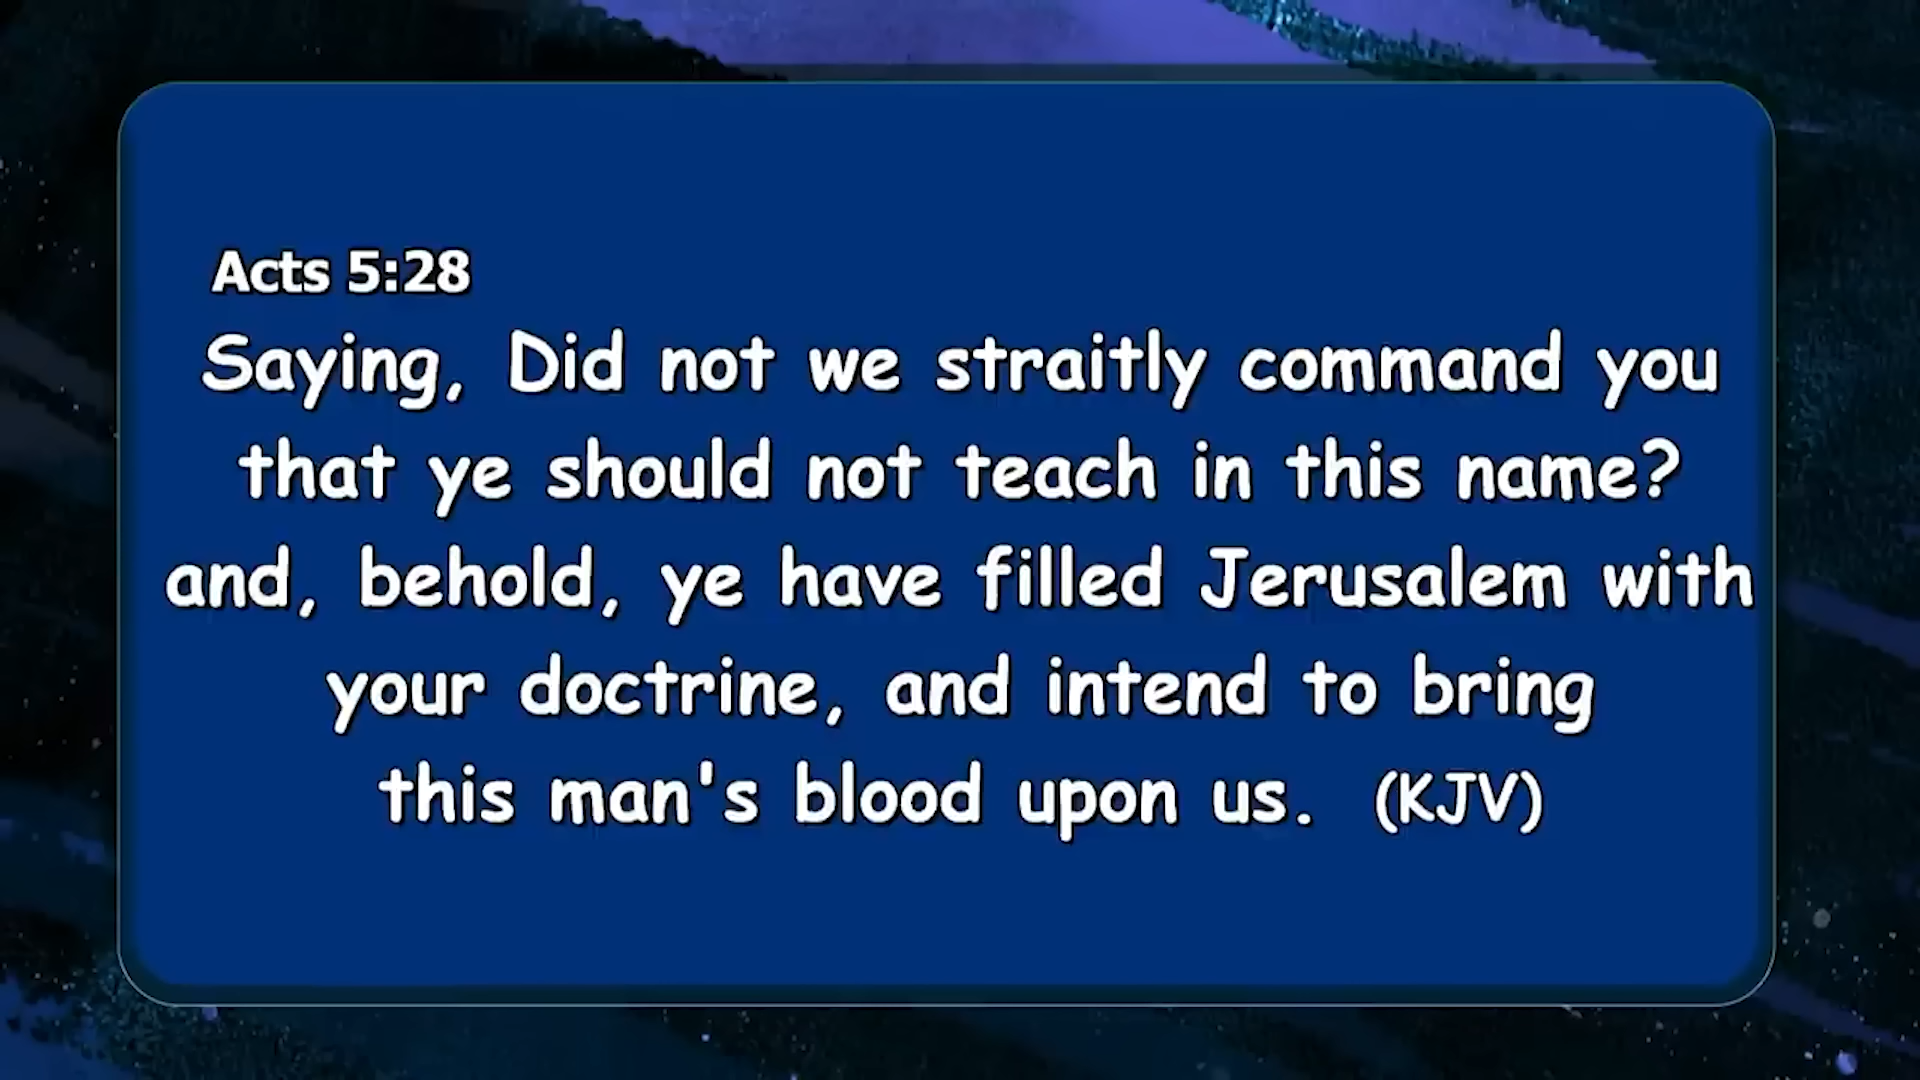 Acts 5:28
Saying, Did not we straitly command you
that ye should not teach in this name?
and, behold, ye have filled Jerusalem with
your doctrine, and intend to bring
this man's blood upon us. (KJV)